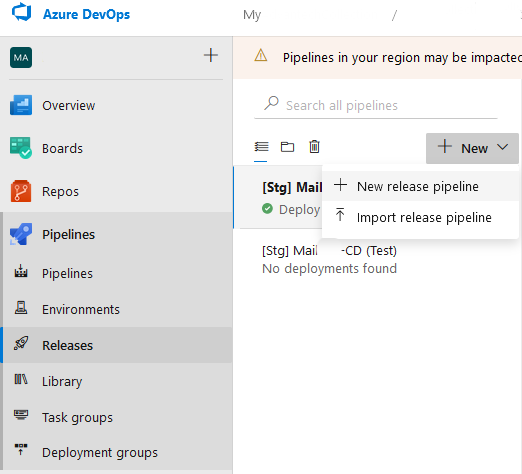 Azure DevOps
My /
MA +
Pipelines in your region may be impacted
Overview
Search all pipelines
Boards
+ New
Repos
[Stg] Mail
+ New release pipeline
Deploy
Pipelines
Import release pipeline
[Stg] Mail -CD (Test)
No deployments found
Pipelines
Environments
Releases
Library
Task groups
Deployment groups